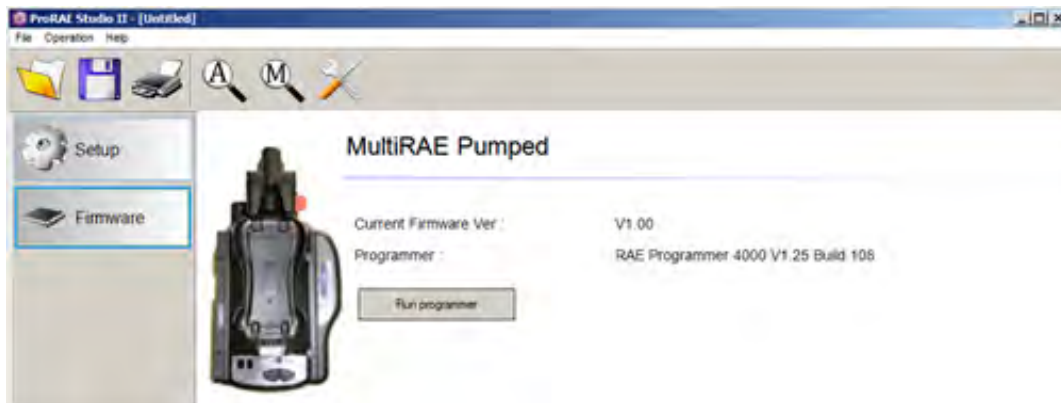 ProRAE Studio II - [Untitled]
File Operation Help
A M
Setup
Firmware
MultiRAE Pumped
Current Firmware Ver : V1.00
Programmer : RAE Programmer 4000 V1.25 Build 108
Run programmer